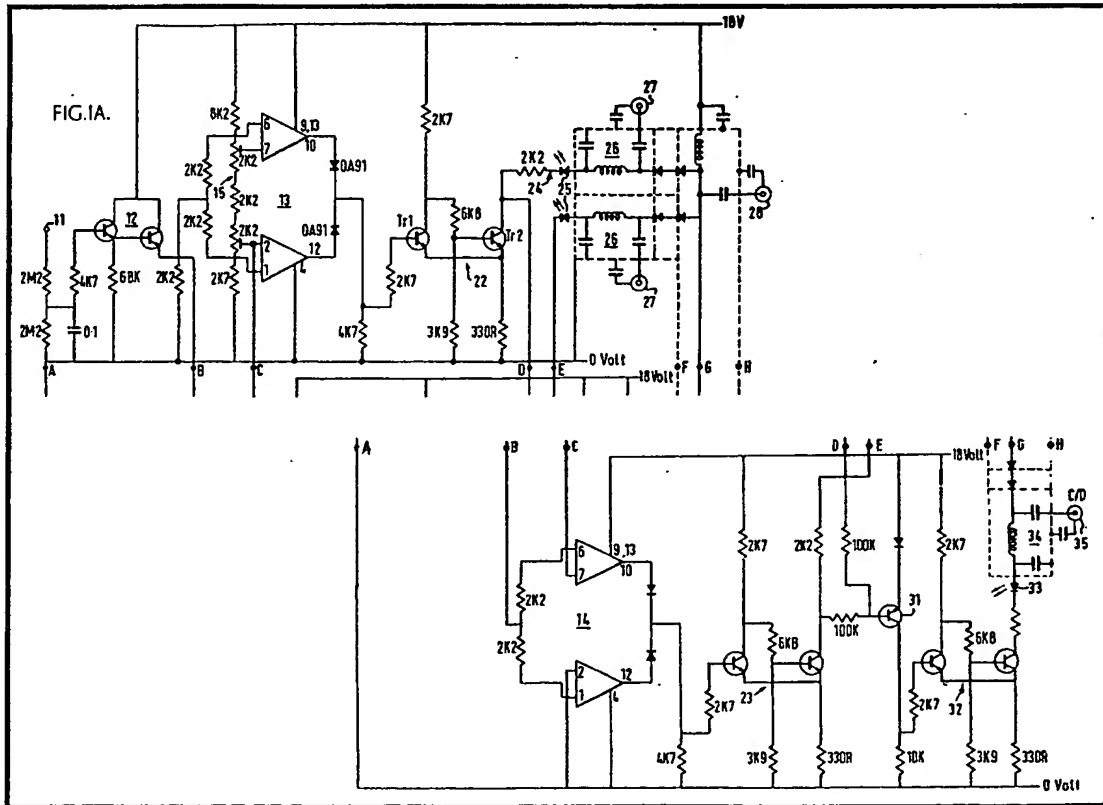 FIG.1A.
18V
27
2K7
6K2
6
7
9,13
10
2K2
26
2K2
0A91
2K2
24
25
15
2K2
13
28
11
12
2K2
0A91
6K8
Tr1
Tr2
2K2
2
12
26
2M2
4K7
68K
2K2
1
4
22
2K7
2K7
27
2M2
0·1
4K7
3K9
330R
0 Volt
A
B
C
D
E
F
G
H
18Volt
A
B
C
D
E
F
G
H
18Volt
C/D
6
7
9,13
10
2K7
2K2
100K
2K7
34
35
2K2
31
33
14
100K
2K2
6K8
6K8
2
12
1
4
2K7
23
2K7
32
4K7
3K9
330R
10K
3K9
330R
0 Volt